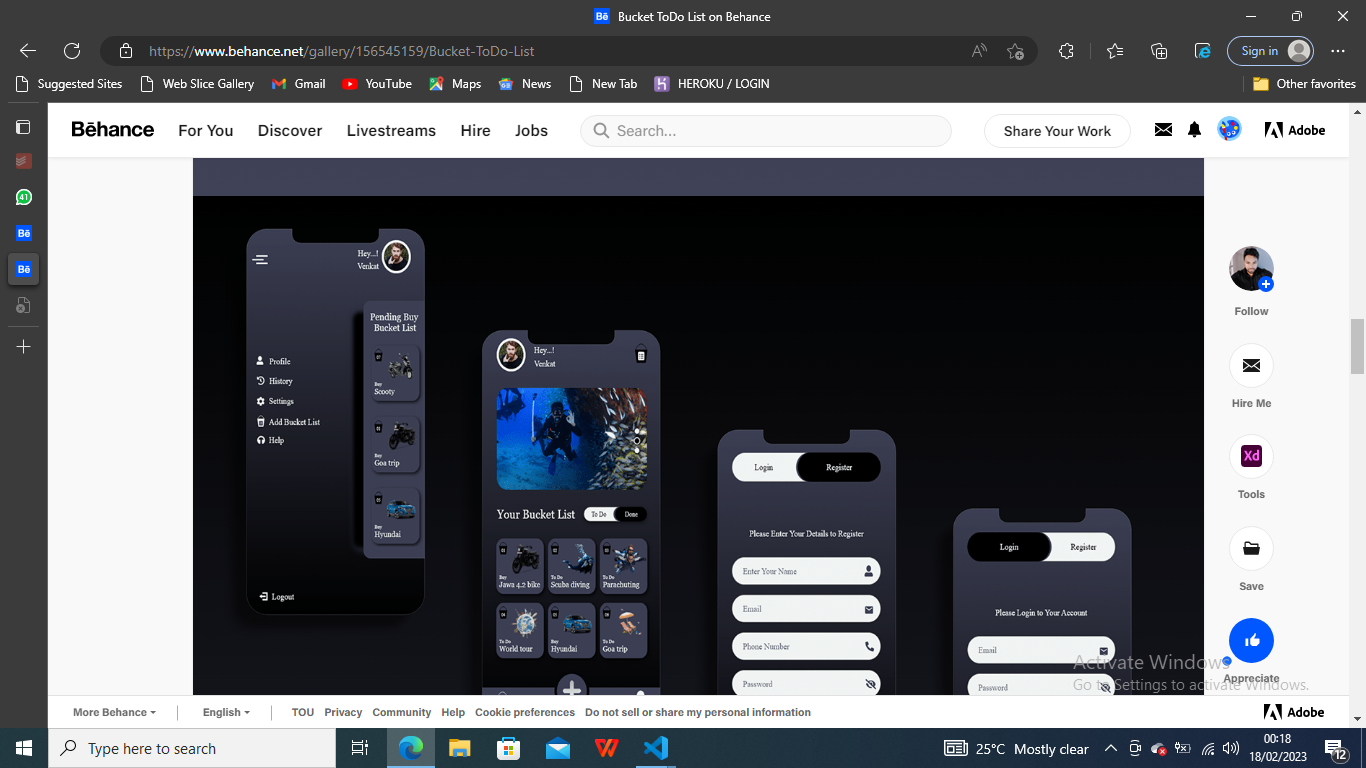 Bucket ToDo List on Behance
https://www.behance.net/gallery/156545159/Bucket-ToDo-List
Sign in
Suggested Sites
Web Slice Gallery
Gmail
YouTube
Maps
News
New Tab
HEROKU / LOGIN
Other favorites
41
Bē
Bē
Bēhance
For You
Discover
Livestreams
Hire
Jobs
Search...
Share Your Work
Adobe
Hey...!
Venkat
Pending Buy
Bucket List
Buy
Scooty
Buy
Goa trip
Buy
Hyundai
Profile
History
Settings
Add Bucket List
Help
Logout
Hey...!
Venkat
Your Bucket List
To Do
Done
Buy
Jawa 4.2 bike
To Do
Scuba diving
To Do
Parachuting
To Do
World tour
Buy
Hyundai
To Do
Goa trip
Login
Register
Please Enter Your Details to Register
Enter Your Name
Email
Phone Number
Password
Login
Register
Please Login to Your Account
Email
Password
Follow
Hire Me
Xd
Tools
Save
Appreciate
Activate Windows
Go to Settings to activate Windows.
More Behance
English
TOU
Privacy
Community
Help
Cookie preferences
Do not sell or share my personal information
Adobe
Type here to search
25°C Mostly clear
00:18
18/02/2023
12